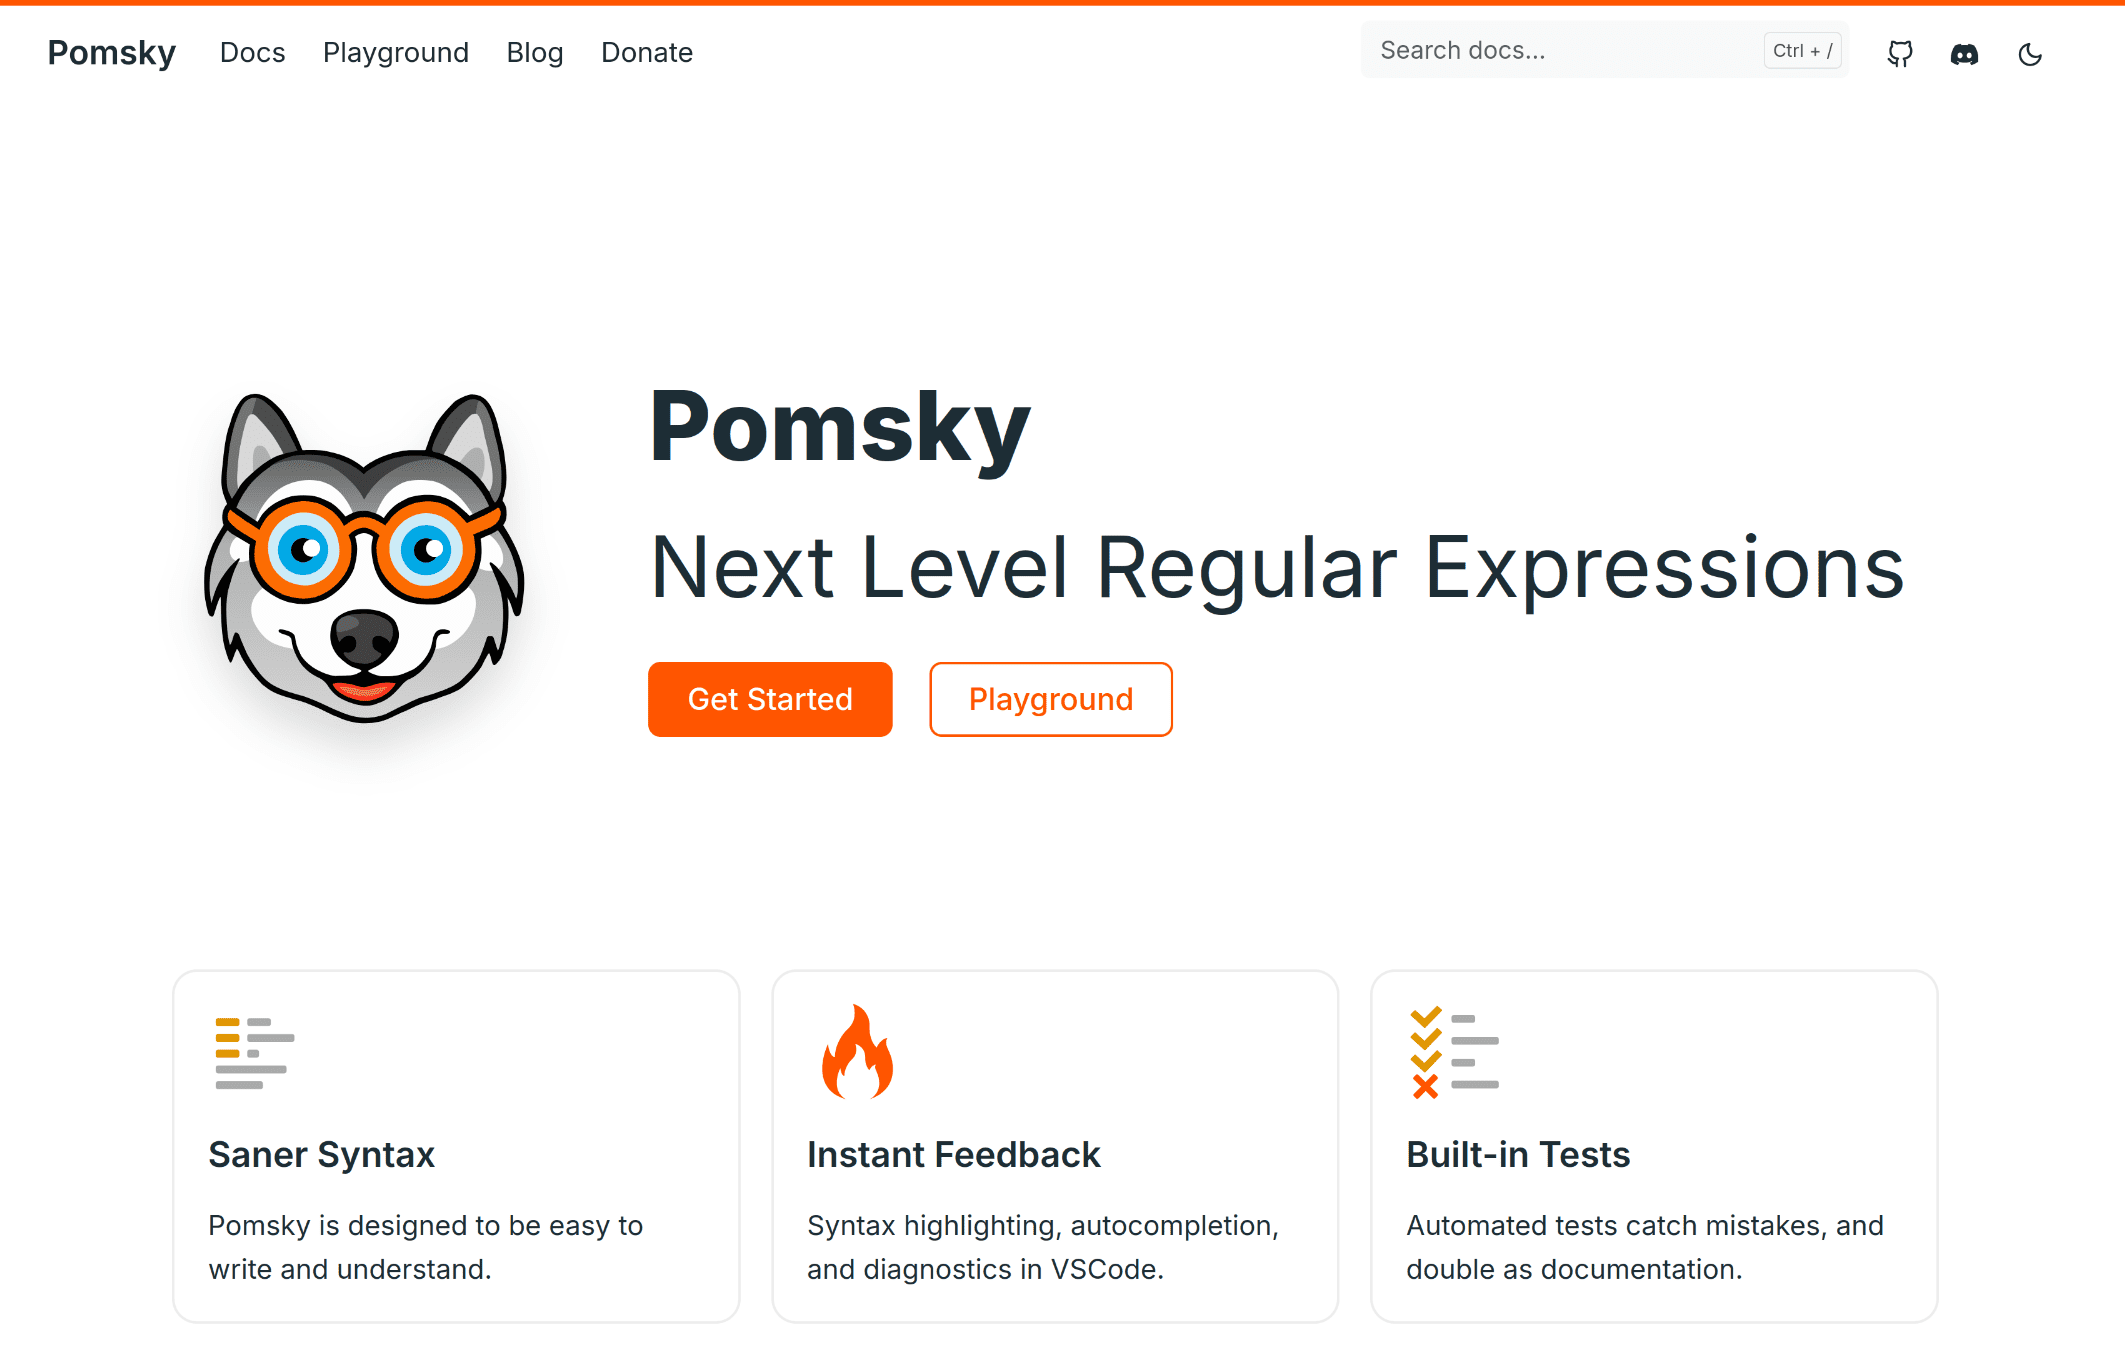 Pomsky Docs Playground Blog Donate Search docs... Ctrl + /
Pomsky
Next Level Regular Expressions
Get Started Playground
Saner Syntax
Pomsky is designed to be easy to
write and understand.
Instant Feedback
Syntax highlighting, autocompletion,
and diagnostics in VSCode.
Built-in Tests
Automated tests catch mistakes, and
double as documentation.